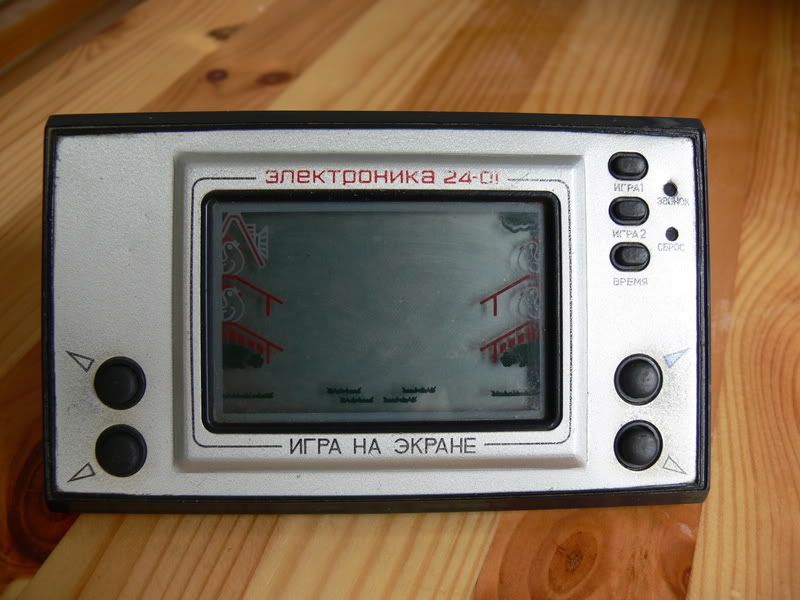 электроника 24-01
ИГРА 1
ЗВОНОК
ИГРА 2
СБРОС
ВРЕМЯ
ИГРА НА ЭКРАНЕ